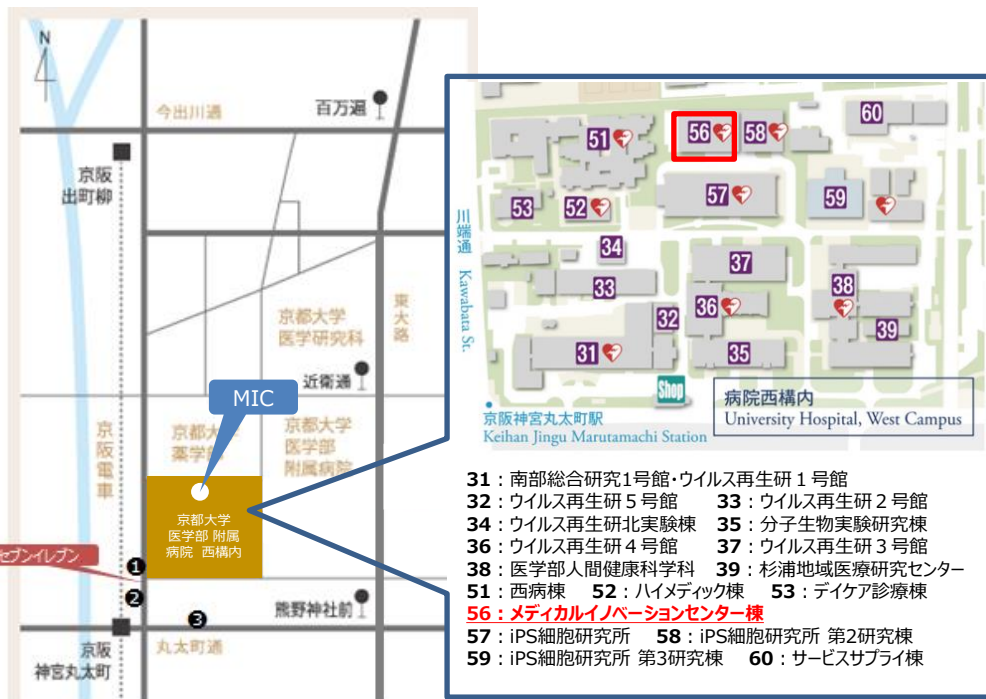 N
今出川通
百万遍
京阪
出町柳
東大路
京都大学
医学研究科
近衛通
MIC
京都大
薬学部
京都大学
医学部
附属病院
京阪電車
京都大学
医学部 附属
病院 西構内
セブンイレブン
❶
❷
❸
熊野神社前
丸太町通
京阪
神宮丸太町
51
56
58
60
53
52
57
59
34
33
37
38
32
36
39
31
35
川端通 Kawabata St.
Shop
京阪神宮丸太町駅
Keihan Jingu Marutamachi Station
病院西構内
University Hospital, West Campus
31：南部総合研究1号館・ウイルス再生研１号館
32：ウイルス再生研５号館 33：ウイルス再生研２号館
34：ウイルス再生研北実験棟 35：分子生物実験研究棟
36：ウイルス再生研４号館 37：ウイルス再生研３号館
38：医学部人間健康科学科 39：杉浦地域医療研究センター
51：西病棟 52：ハイメディック棟 53：デイケア診療棟
56：メディカルイノベーションセンター棟
57：iPS細胞研究所 58：iPS細胞研究所 第2研究棟
59：iPS細胞研究所 第3研究棟 60：サービスサプライ棟